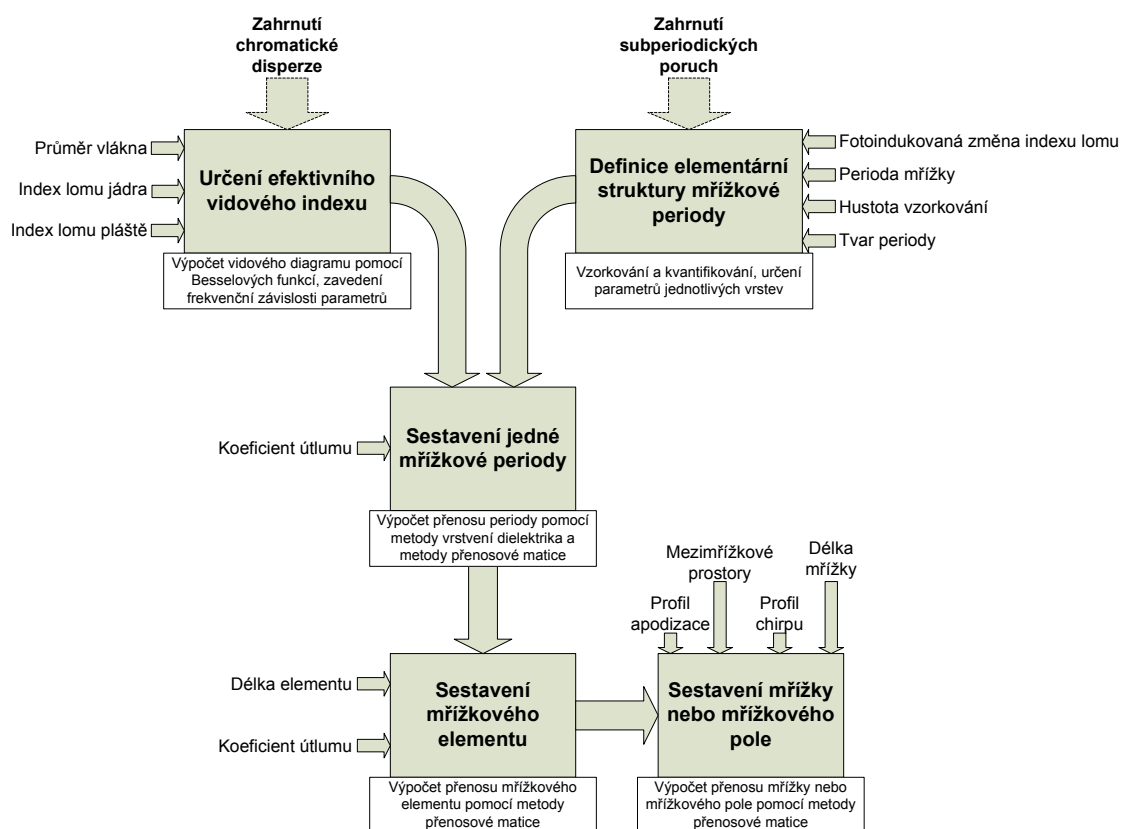 Zahrnutí
chromatické
disperze
Zahrnutí
subperiodických
poruch
Průměr vlákna
Index lomu jádra
Index lomu pláště
Určení efektivního
vidového indexu
Výpočet vidového diagramu pomocí
Besselových funkcí, zavedení
frekvenční závislosti parametrů
Definice elementární
struktury mřížkové
periody
Vzorkování a kvantifikování, určení
parametrů jednotlivých vrstev
Fotoindukovaná změna indexu lomu
Perioda mřížky
Hustota vzorkování
Tvar periody
Koeficient útlumu
Sestavení jedné
mřížkové periody
Výpočet přenosu periody pomocí
metody vrstvení dielektrika a
metody přenosové matice
Délka elementu
Koeficient útlumu
Sestavení
mřížkového
elementu
Výpočet přenosu mřížkového
elementu pomocí metody
přenosové matice
Profil
apodizace
Mezimřížkové
prostory
Profil
chirpu
Délka
mřížky
Sestavení mřížky
nebo mřížkového
pole
Výpočet přenosu mřížky nebo
mřížkového pole pomocí metody
přenosové matice